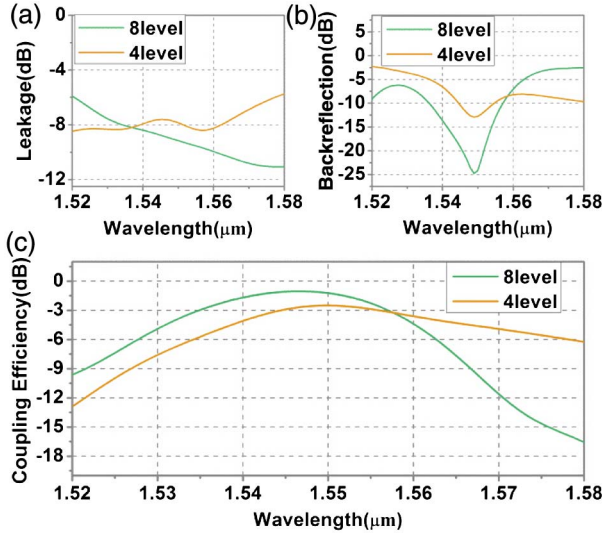 (a)
0
-4
-8
-12
Leakage(dB)
8level
4level
1.52 1.54 1.56 1.58
Wavelength(μm)
(b)
5
0
-5
-10
-15
-20
-25
Backreflection(dB)
8level
4level
1.52 1.54 1.56 1.58
Wavelength(μm)
(c)
0
-3
-6
-9
-12
-15
-18
Coupling Efficiency(dB)
8level
4level
1.52 1.53 1.54 1.55 1.56 1.57 1.58
Wavelength(μm)